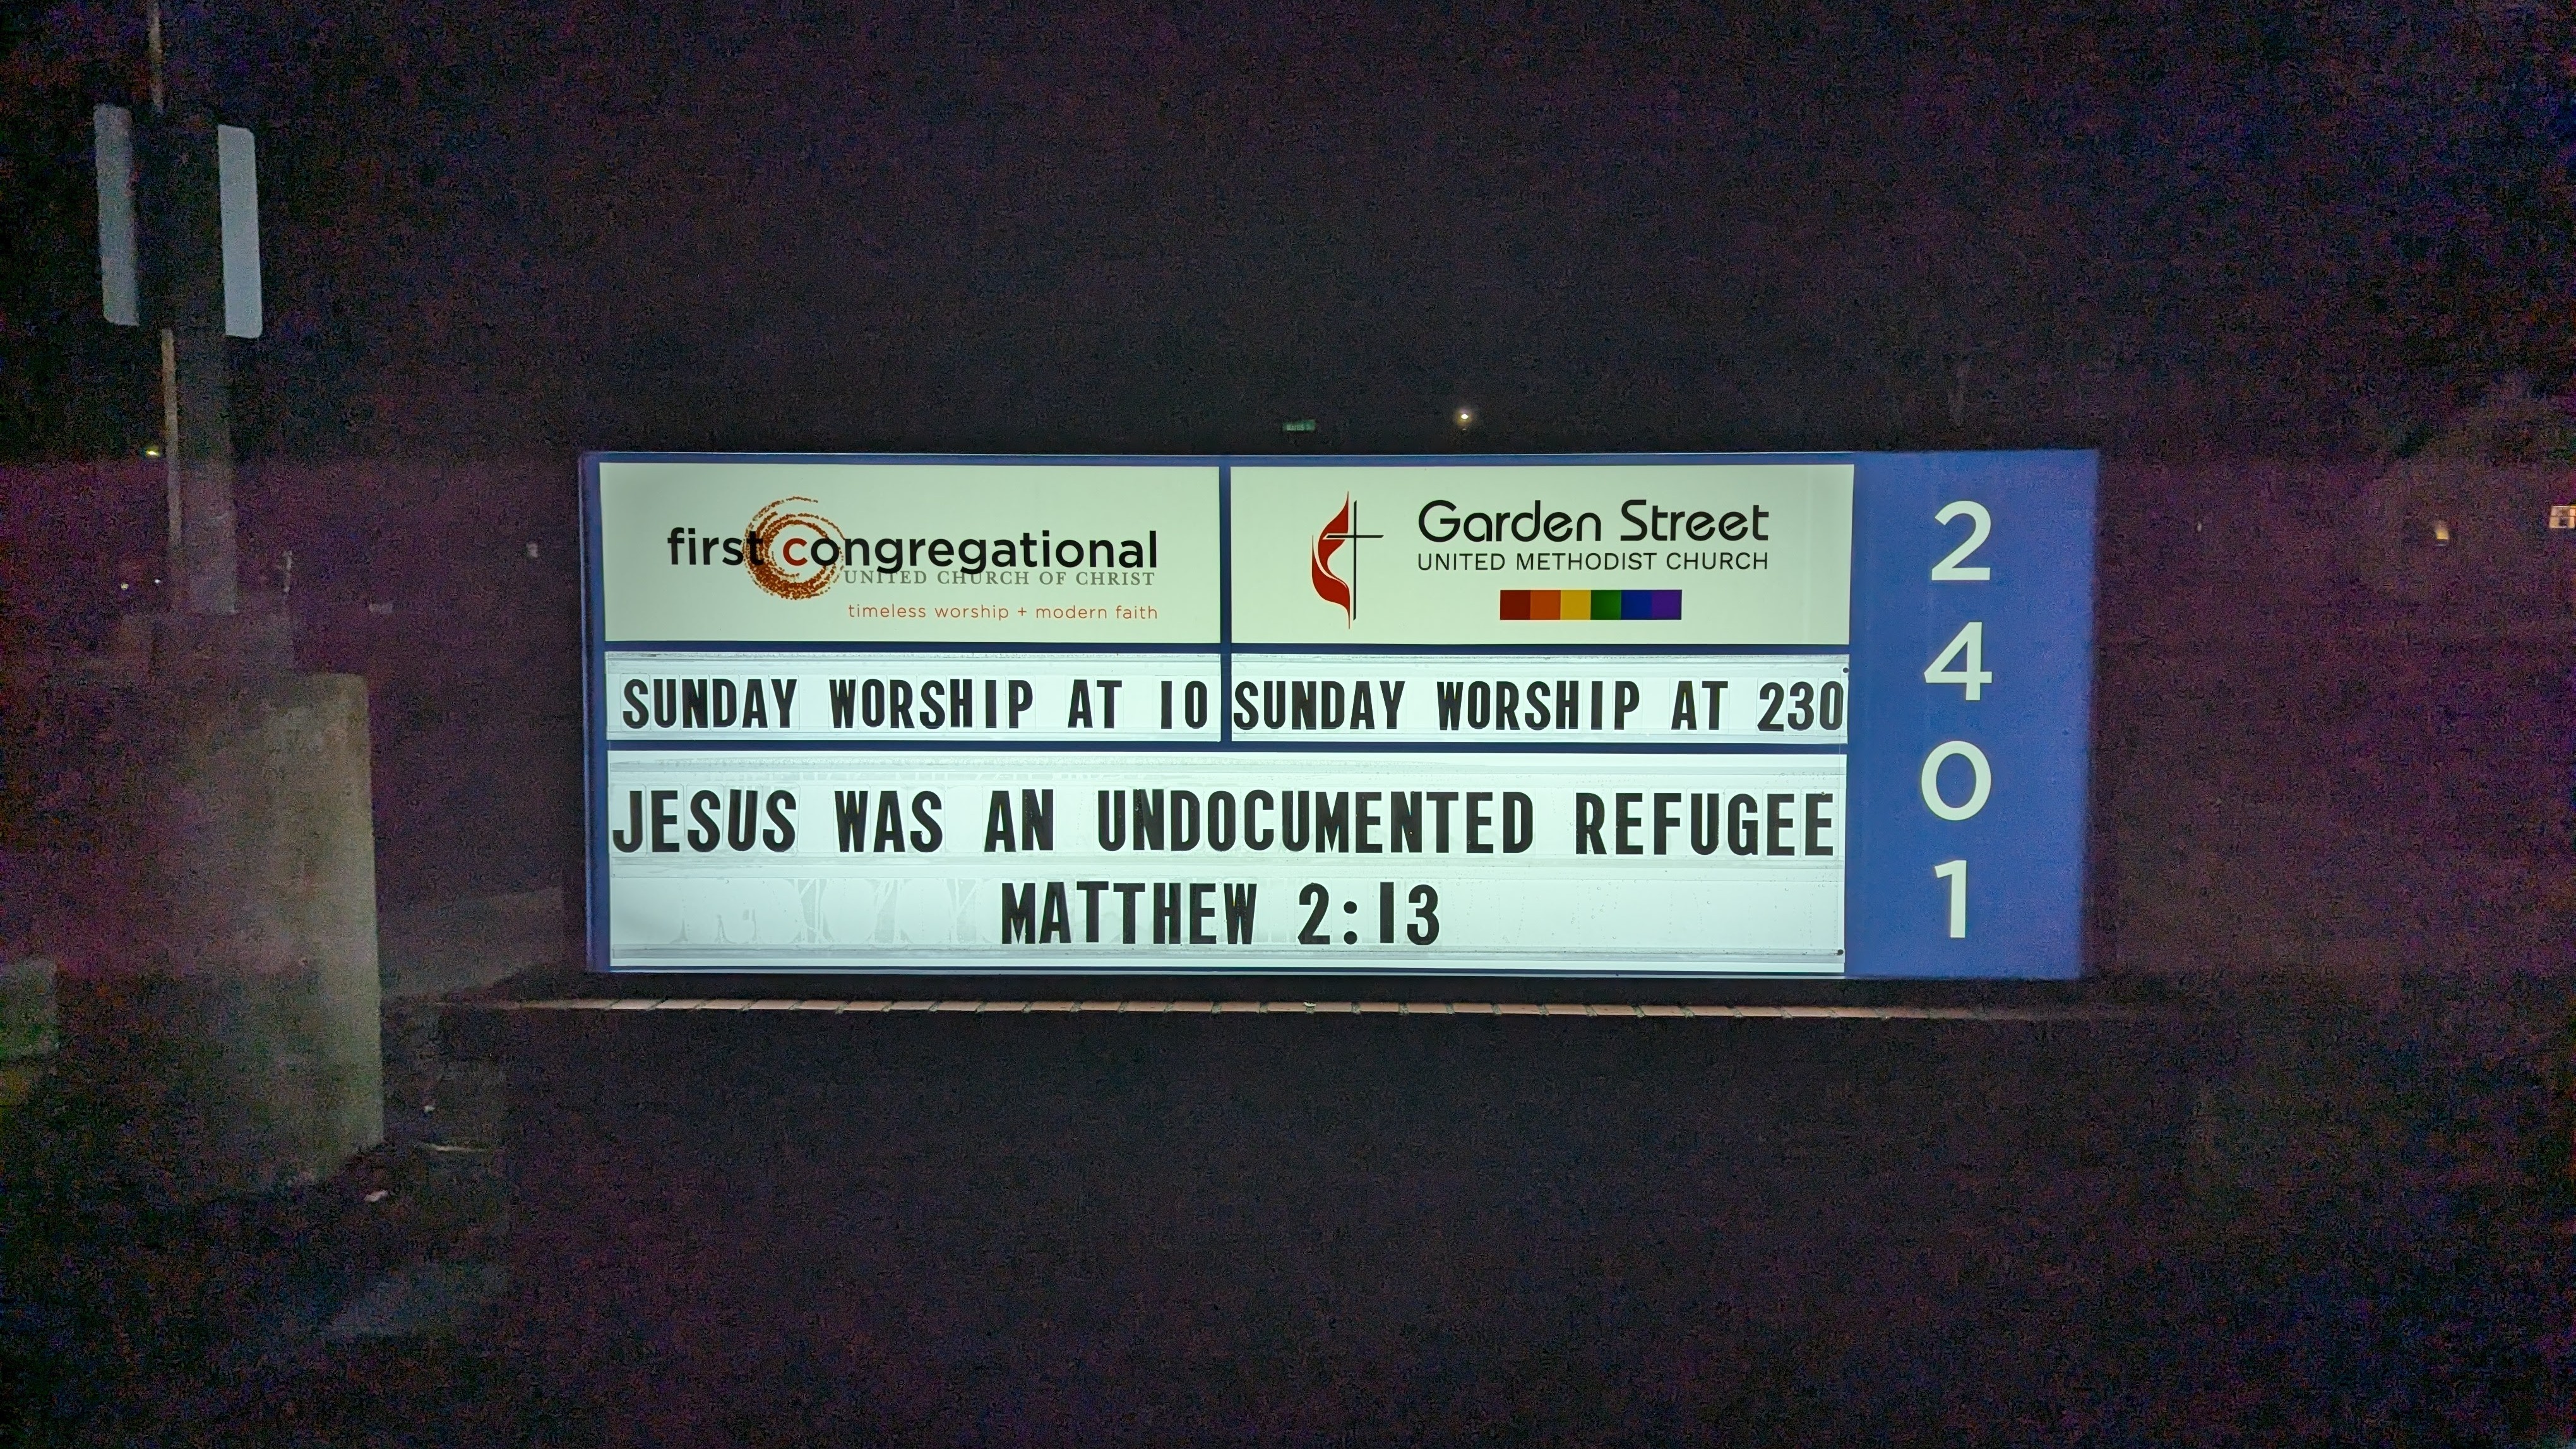 first congregational
UNITED CHURCH OF CHRIST
timeless worship + modern faith
Garden Street
UNITED METHODIST CHURCH
SUNDAY WORSHIP AT 10
SUNDAY WORSHIP AT 230
JESUS WAS AN UNDOCUMENTED REFUGEE
MATTHEW 2:13
2
4
0
1